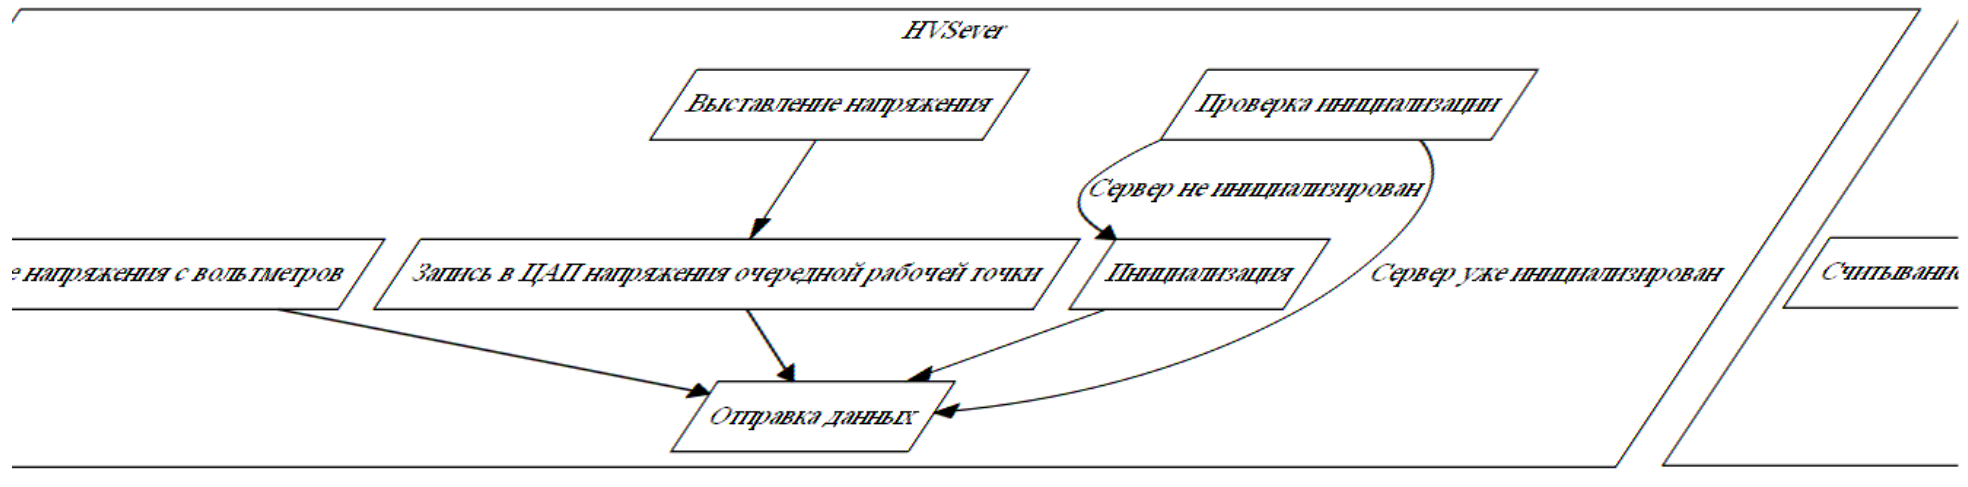 HVSever
Выставление напряжения
Проверка инициализации
Сервер не инициализирован
е напряжения с вольтметров
Запись в ЦАП напряжения очередной рабочей точки
Инициализация
Сервер уже инициализирован
Считывание
Отправка данных